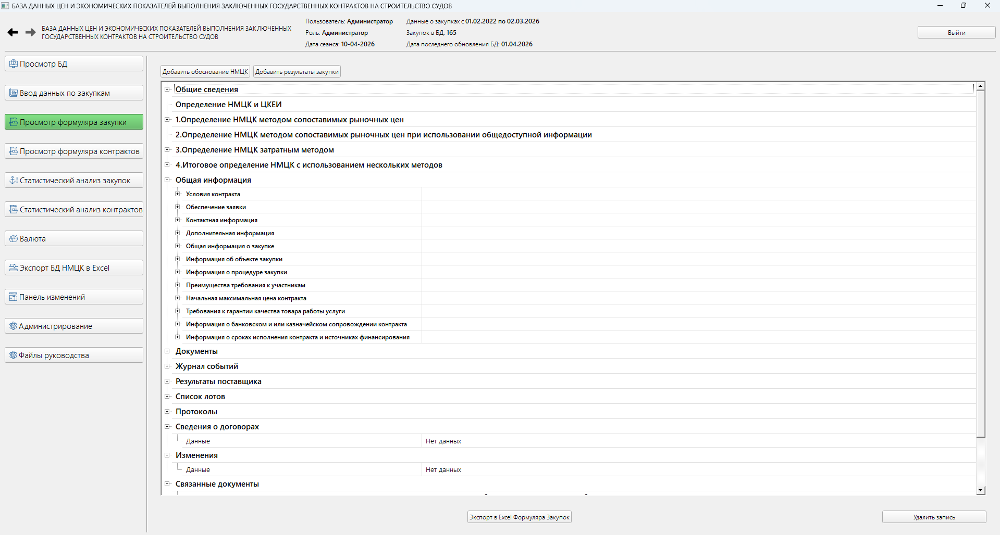 БАЗА ДАННЫХ ЦЕН И ЭКОНОМИЧЕСКИХ ПОКАЗАТЕЛЕЙ ВЫПОЛНЕНИЯ ЗАКЛЮЧЕННЫХ ГОСУДАРСТВЕННЫХ КОНТРАКТОВ НА СТРОИТЕЛЬСТВО СУДОВ
БАЗА ДАННЫХ ЦЕН И ЭКОНОМИЧЕСКИХ ПОКАЗАТЕЛЕЙ ВЫПОЛНЕНИЯ ЗАКЛЮЧЕННЫХ
ГОСУДАРСТВЕННЫХ КОНТРАКТОВ НА СТРОИТЕЛЬСТВО СУДОВ
Пользователь: Администратор
Роль: Администратор
Дата сеанса: 10-04-2026
Данные о закупках с 01.02.2022 по 02.03.2026
Закупок в БД: 165
Дата последнего обновления БД: 01.04.2026
Выйти
Просмотр БД
Ввод данных по закупкам
Просмотр формуляра закупки
Просмотр формуляра контрактов
Статистический анализ закупок
Статистический анализ контрактов
Валюта
Экспорт БД НМЦК в Excel
Панель изменений
Администрирование
Файлы руководства
Добавить обоснование НМЦК
Добавить результаты закупки
Общие сведения
Определение НМЦК и ЦКЕИ
1.Определение НМЦК методом сопоставимых рыночных цен
2.Определение НМЦК методом сопоставимых рыночных цен при использовании общедоступной информации
3.Определение НМЦК затратным методом
4.Итоговое определение НМЦК с использованием нескольких методов
Общая информация
Условия контракта
Обеспечение заявки
Контактная информация
Дополнительная информация
Общая информация о закупке
Информация об объекте закупки
Информация о процедуре закупки
Преимущества требования к участникам
Начальная максимальная цена контракта
Требования к гарантии качества товара работы услуги
Информация о банковском и или казначейском сопровождении контракта
Информация о сроках исполнения контракта и источниках финансирования
Документы
Журнал событий
Результаты поставщика
Список лотов
Протоколы
Сведения о договорах
Данные Нет данных
Изменения
Данные Нет данных
Связанные документы
Экспорт в Excel Формуляра Закупок
Удалить запись